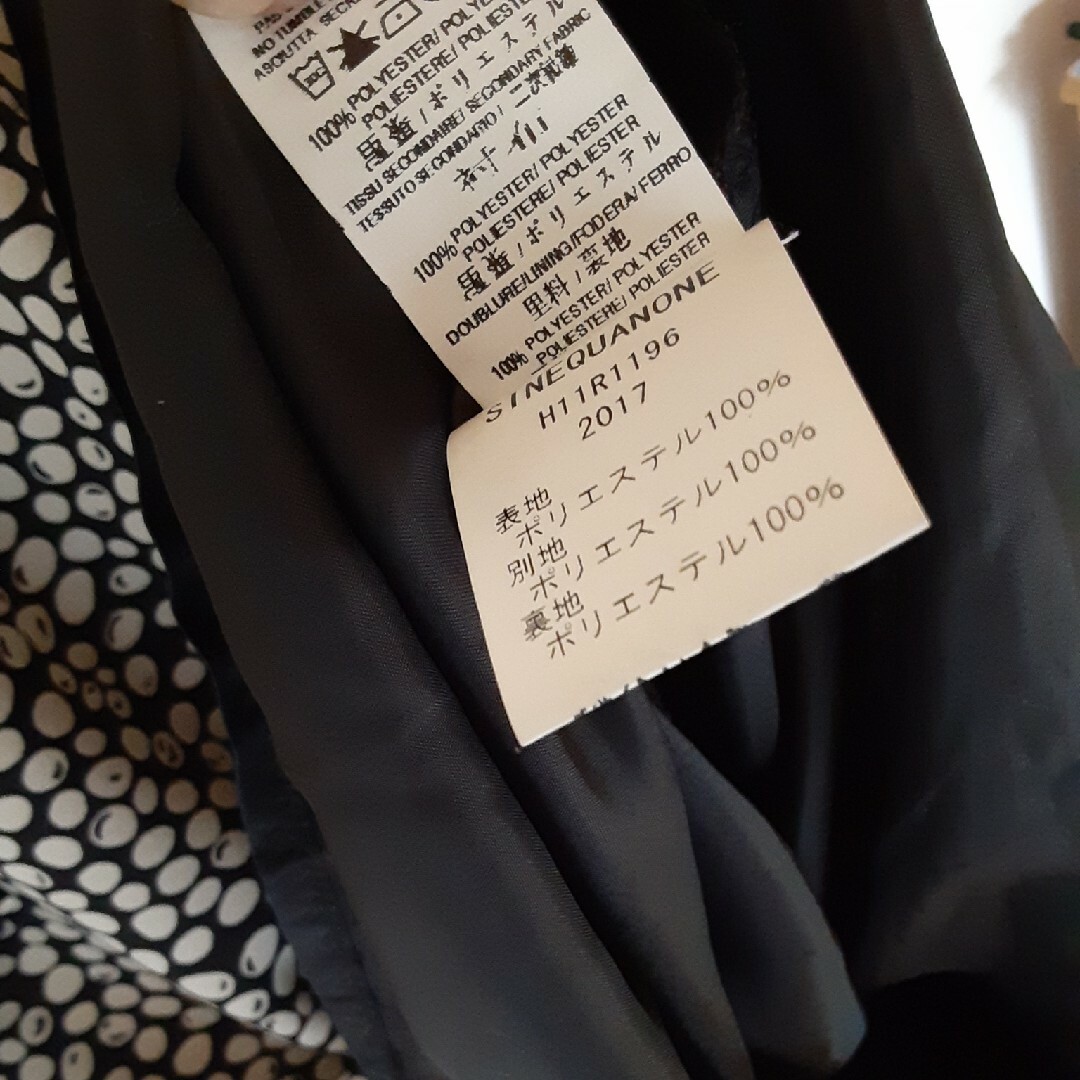 NO TUMBLE
ASCIUTTA SECR
100% POLYESTER/ POLY
POLIESTERE/ POLIESTER
ポリエステル
TISSU SECONDAIRE/ SECONDARY FABRIC
TESSUTO SECONDARIO/
100% POLYESTER/ POLYESTER
POLIESTERE/ POLIESTER
ポリエステル
DOUBLURE/LINING/FODERA/FERRO
里料/裏地
100% POLYESTER/ POLYESTER
POLIESTERE/ POLIESTER
SINEQUANONE
H11R1196
2017
表地
ポリエステル100%
別地
ポリエステル100%
裏地
ポリエステル100%